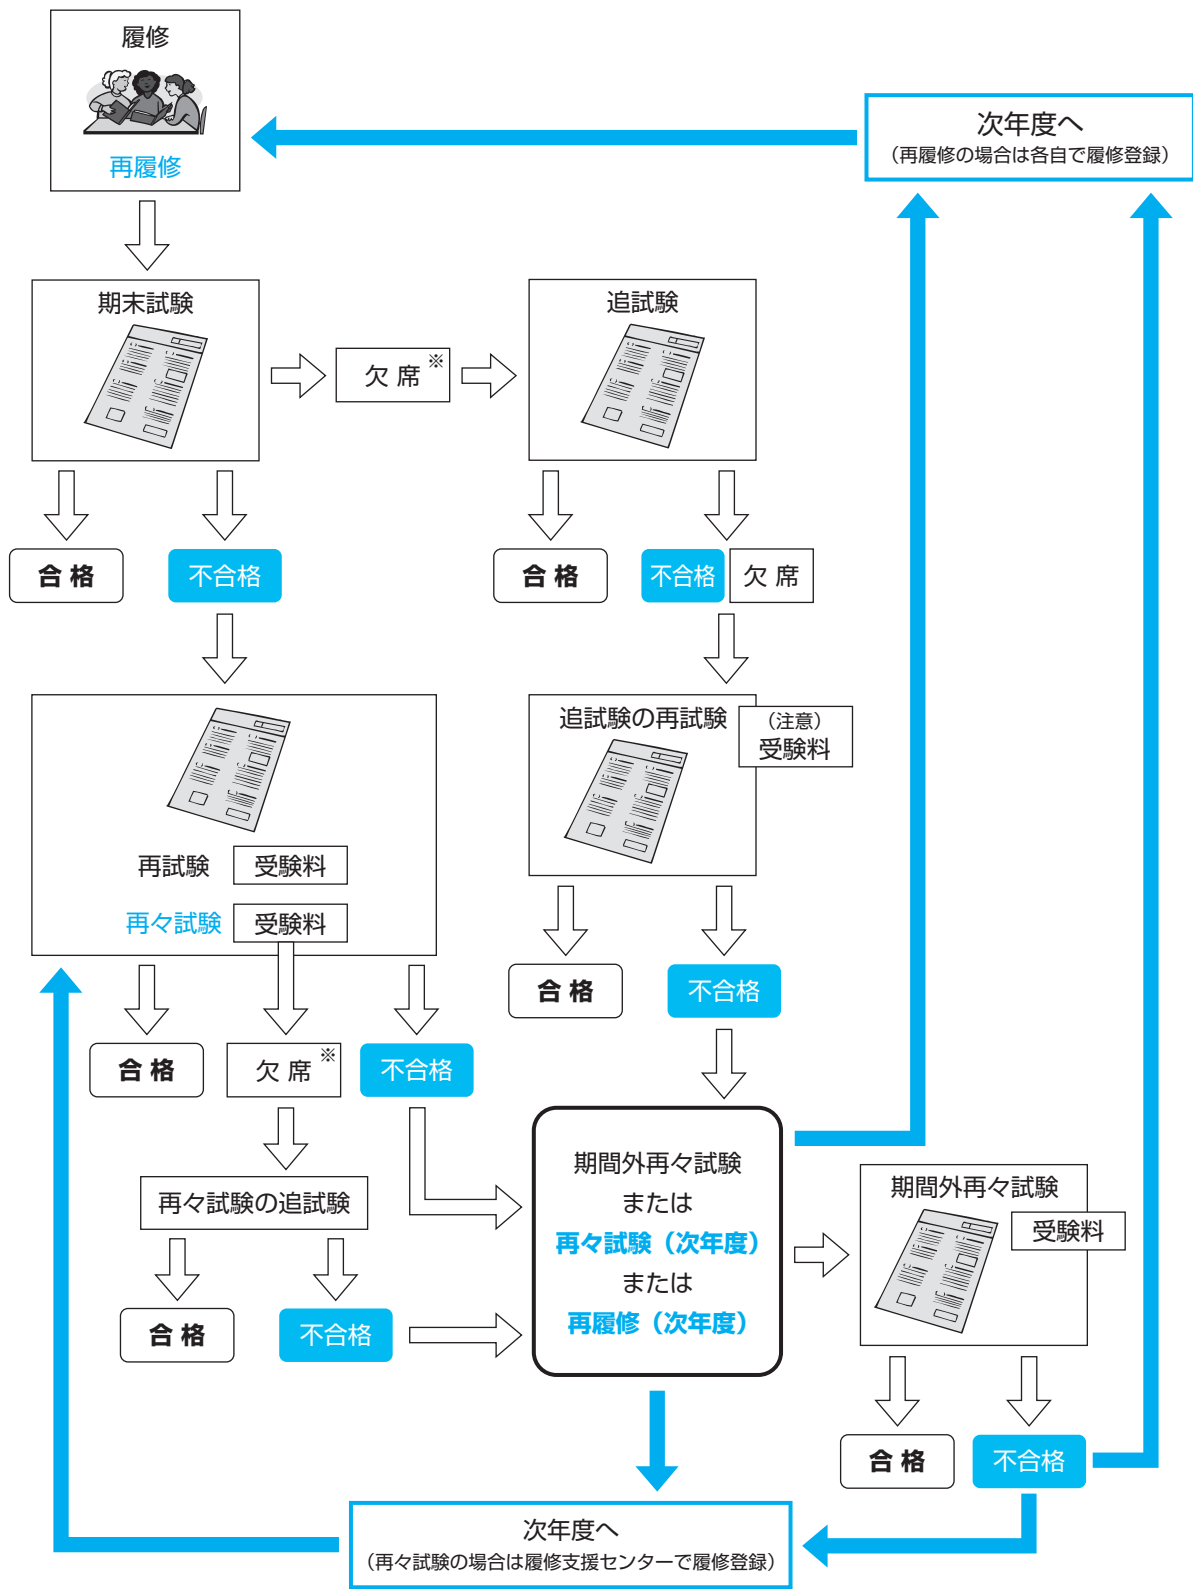 履修
再履修
次年度へ
（再履修の場合は各自で履修登録）
期末試験
欠 席※
追試験
合 格
不合格
合 格
不合格
欠 席
追試験の再試験
（注意）
受験料
再試験
受験料
再々試験
受験料
合 格
不合格
合 格
欠 席※
不合格
期間外再々試験
または
再々試験（次年度）
または
再履修（次年度）
再々試験の追試験
期間外再々試験
受験料
合 格
不合格
合 格
不合格
次年度へ
（再々試験の場合は履修支援センターで履修登録）